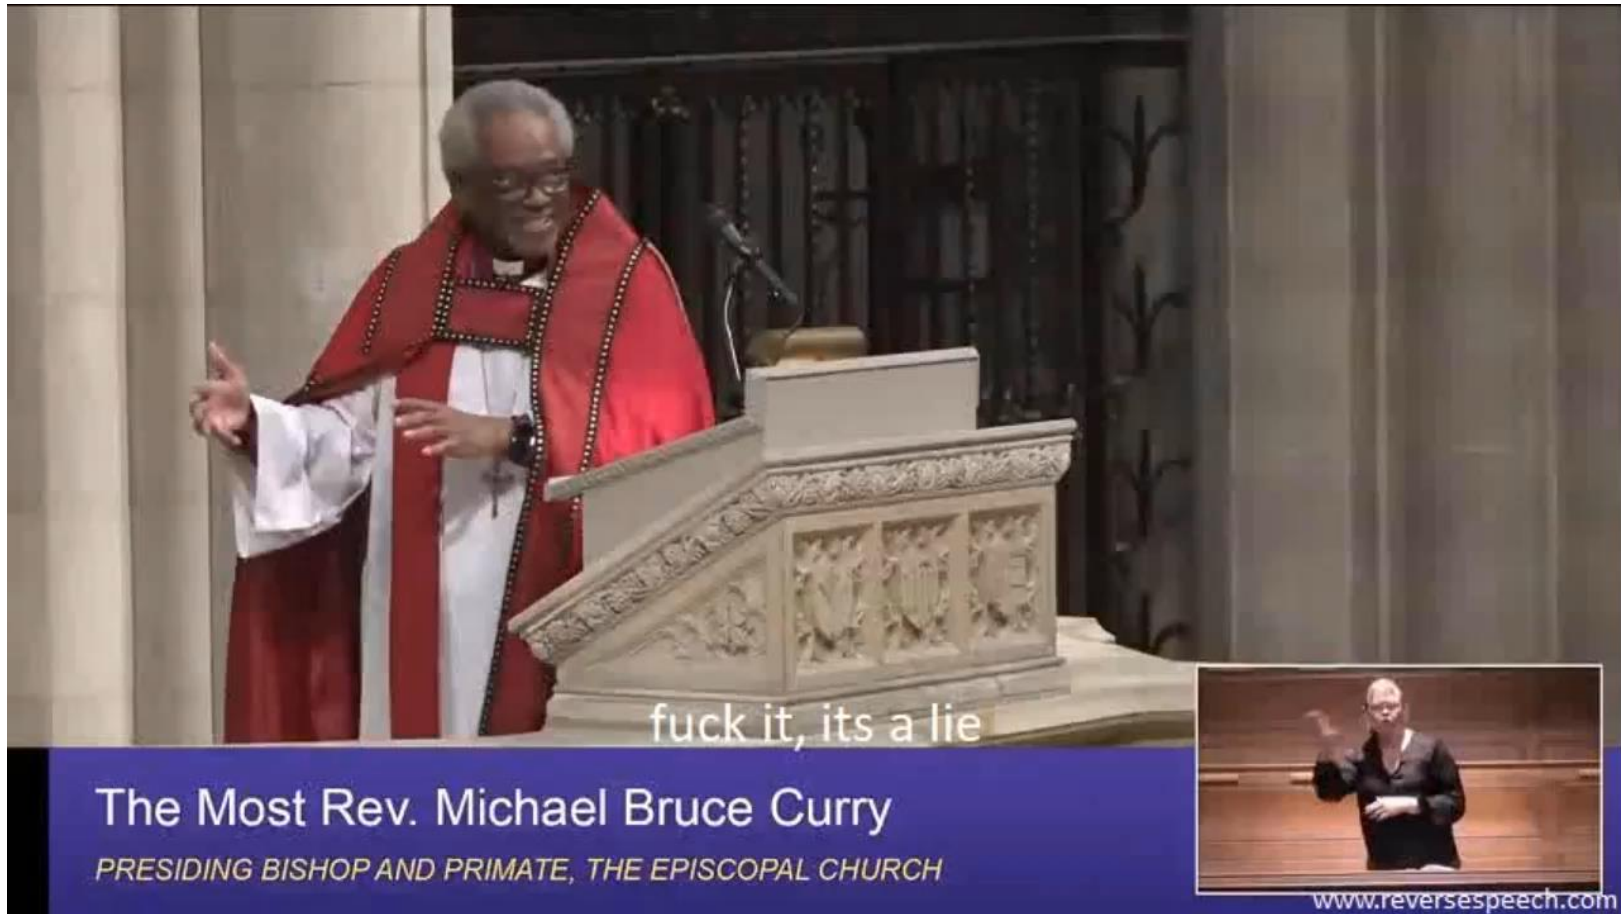 fuck it, its a lie
The Most Rev. Michael Bruce Curry
PRESIDING BISHOP AND PRIMATE, THE EPISCOPAL CHURCH
www.reversespeech.com